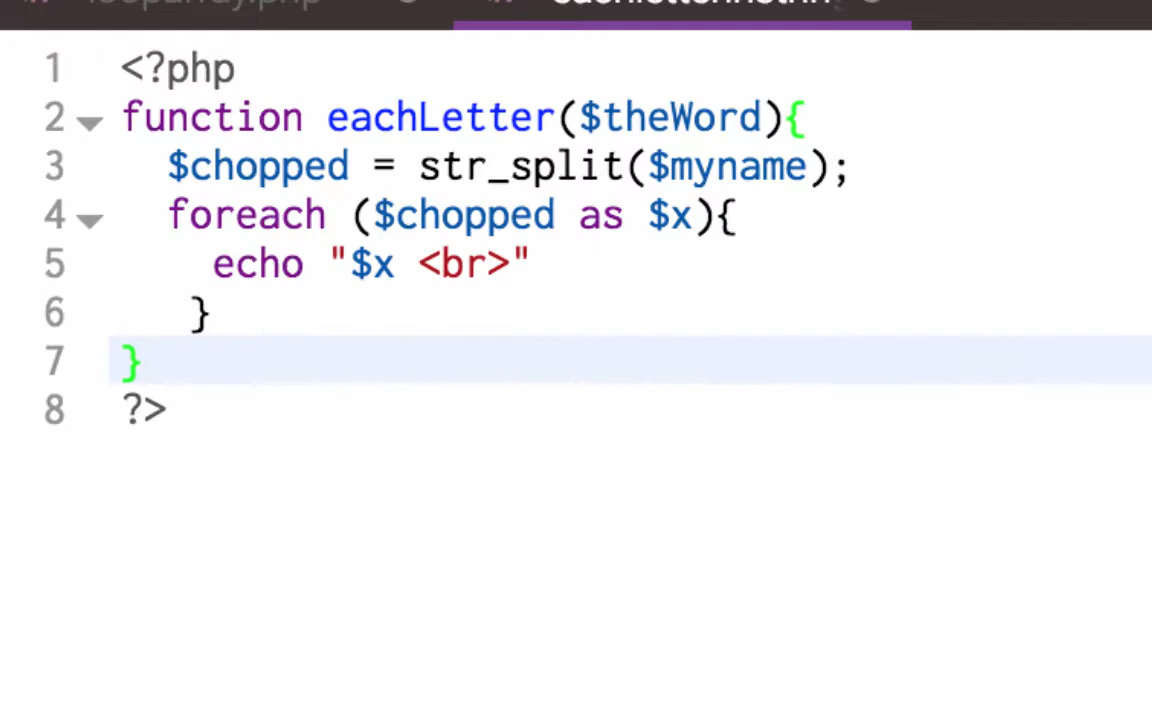 1 <?php
2 function eachLetter($theWord){
3 $chopped = str_split($myname);
4 foreach ($chopped as $x){
5 echo "$x <br>"
6 }
7 }
8 ?>